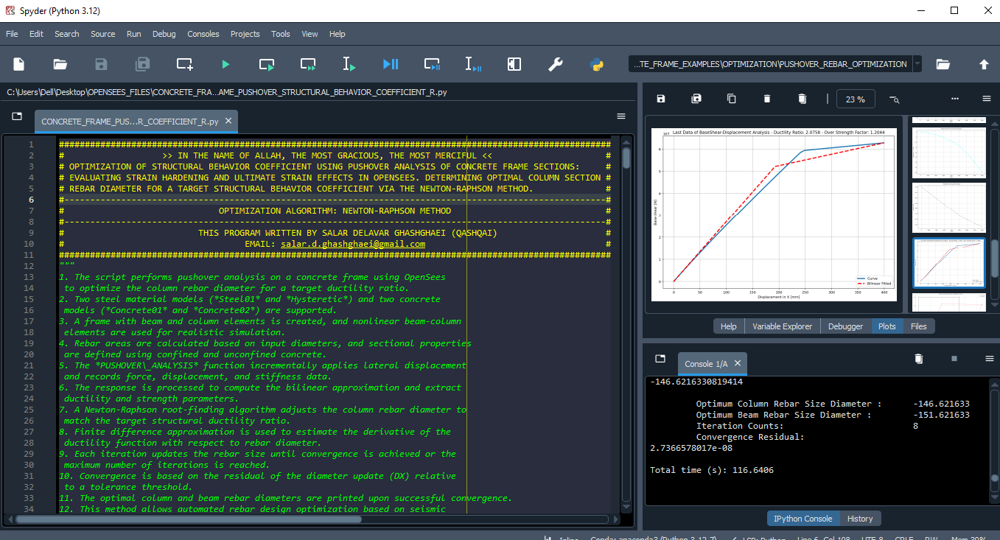 Spyder (Python 3.12)
File Edit Search Source Run Debug Consoles Projects Tools View Help
...TE_FRAME_EXAMPLES\OPTIMIZATION\PUSHOVER_REBAR_OPTIMIZATION
C:\Users\Dell\Desktop\OPENSEES_FILES\CONCRETE_FRA...AME_PUSHOVER_STRUCTURAL_BEHAVIOR_COEFFICIENT_R.py
CONCRETE_FRAME_PUS...R_COEFFICIENT_R.py
1 ###########################################################################################################
2 # >> IN THE NAME OF ALLAH, THE MOST GRACIOUS, THE MOST MERCIFUL << #
3 # OPTIMIZATION OF STRUCTURAL BEHAVIOR COEFFICIENT USING PUSHOVER ANALYSIS OF CONCRETE FRAME SECTIONS: #
4 # EVALUATING STRAIN HARDENING AND ULTIMATE STRAIN EFFECTS IN OPENSEES. DETERMINING OPTIMAL COLUMN SECTION #
5 # REBAR DIAMETER FOR A TARGET STRUCTURAL BEHAVIOR COEFFICIENT VIA THE NEWTON-RAPHSON METHOD. #
6 #---------------------------------------------------------------------------------------------------------#
7 # OPTIMIZATION ALGORITHM: NEWTON-RAPHSON METHOD #
8 #---------------------------------------------------------------------------------------------------------#
9 # THIS PROGRAM WRITTEN BY SALAR DELAVAR GHASHGHAEI (QASHQAI) #
10 # EMAIL: salar.d.ghashghaei@gmail.com #
11 ###########################################################################################################
12 """
13 1. The script performs pushover analysis on a concrete frame using OpenSees
14 to optimize the column rebar diameter for a target ductility ratio.
15 2. Two steel material models (*Steel01* and *Hysteretic*) and two concrete
16 models (*Concrete01* and *Concrete02*) are supported.
17 3. A frame with beam and column elements is created, and nonlinear beam-column
18 elements are used for realistic simulation.
19 4. Rebar areas are calculated based on input diameters, and sectional properties
20 are defined using confined and unconfined concrete.
21 5. The *PUSHOVER\_ANALYSIS* function incrementally applies lateral displacement
22 and records force, displacement, and stiffness data.
23 6. The response is processed to compute the bilinear approximation and extract
24 ductility and strength parameters.
25 7. A Newton-Raphson root-finding algorithm adjusts the column rebar diameter to
26 match the target structural ductility ratio.
27 8. Finite difference approximation is used to estimate the derivative of the
28 ductility function with respect to rebar diameter.
29 9. Each iteration updates the rebar size until convergence is achieved or the
30 maximum number of iterations is reached.
31 10. Convergence is based on the residual of the diameter update (DX) relative
32 to a tolerance threshold.
33 11. The optimal column and beam rebar diameters are printed upon successful convergence.
34 12. This method allows automated rebar design optimization based on seismic
23 %
1e7 Last Data of BaseShear-Displacement Analysis - Ductility Ratio: 2.0758 - Over Strength Factor: 1.2044
Base-Shear [N]
6
5
4
3
2
1
0
0 50 100 150 200 250 300 350 400
Displacement in X [mm]
Curve
Bilinear Fitted
Help Variable Explorer Debugger Plots Files
Console 1/A
-146.6216330819414
Optimum Column Rebar Size Diameter : -146.621633
Optimum Beam Rebar Size Diameter : -151.621633
Iteration Counts: 8
Convergence Residual:
2.7366578017e-08
Total time (s): 116.6406
IPython Console History
Inline Conda: anaconda3 (Python 3.12.7) LSP: Python Line 6, Col 108 UTF-8 CRLF RW Mem 39%